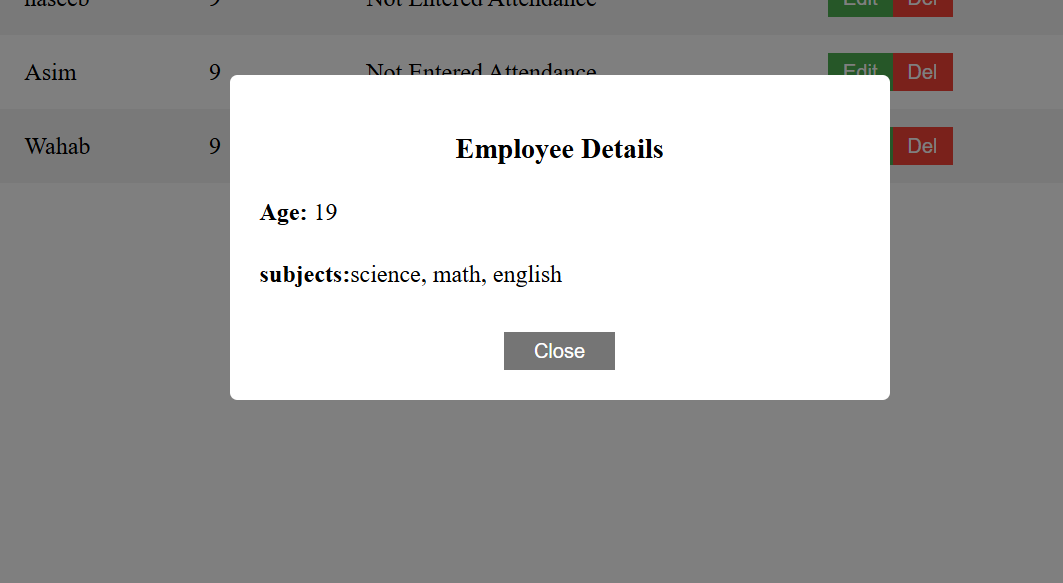 naseeb 9 Not Entered Attendance Edit Del
Asim 9 Not Entered Attendance Edit Del
Wahab 9 Del
Employee Details
Age: 19
subjects:science, math, english
Close